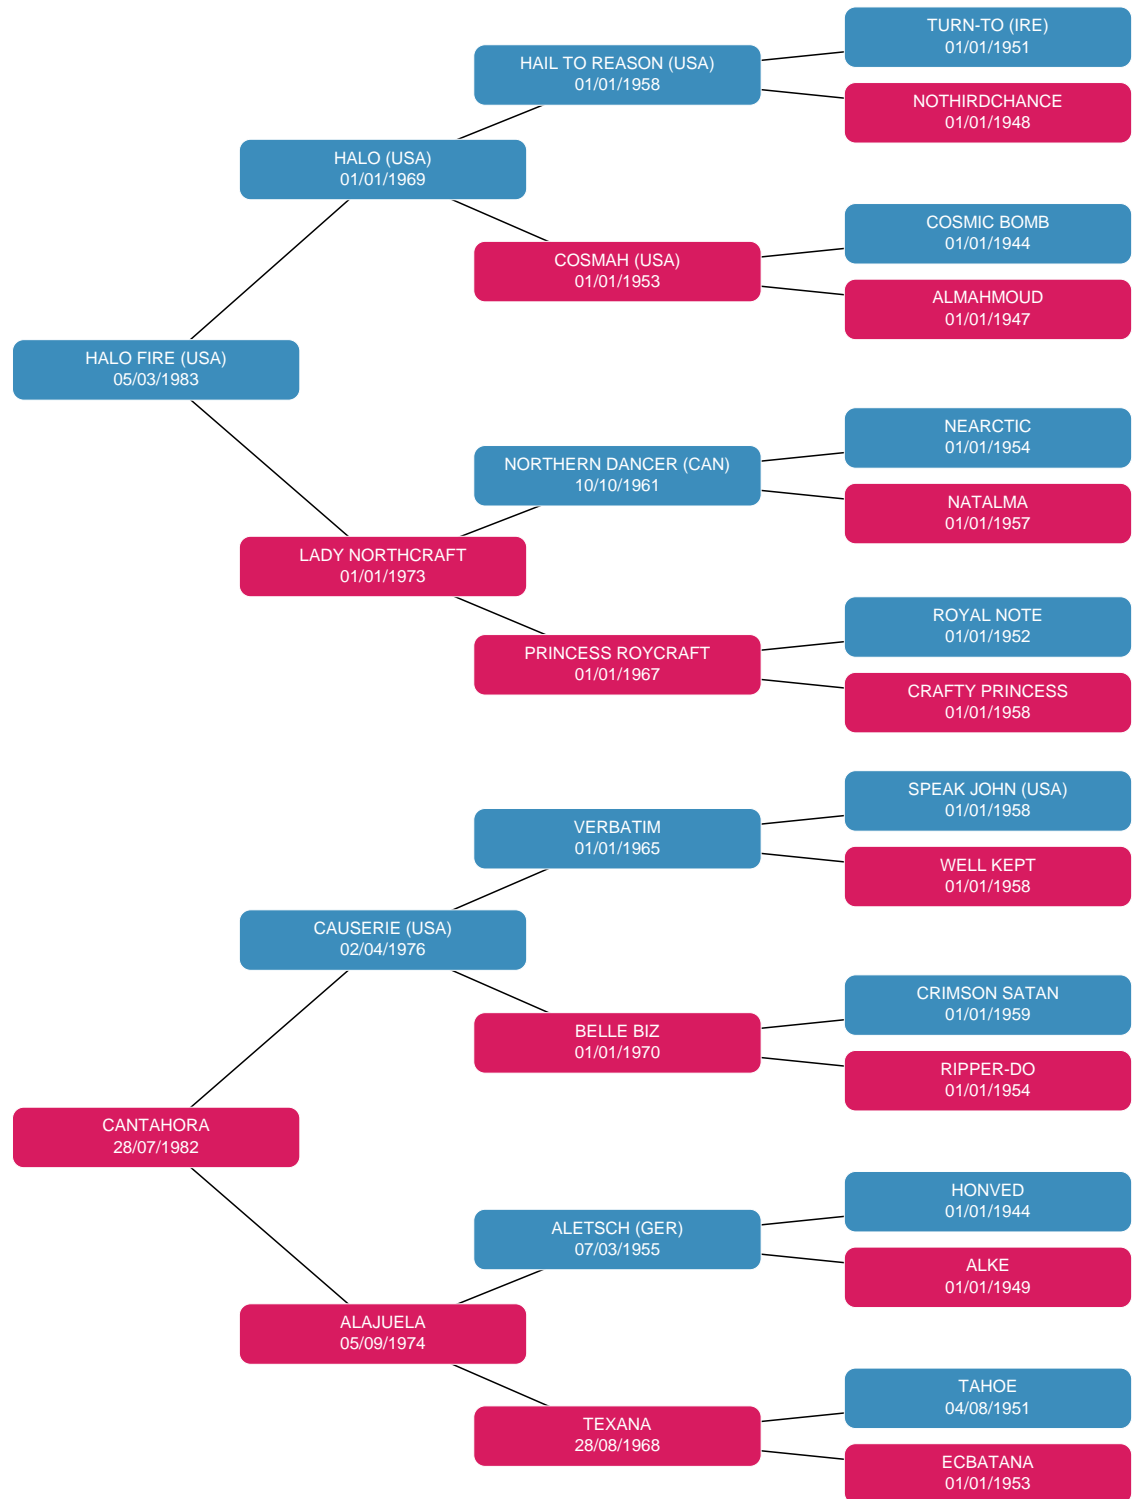 TURN-TO (IRE)
01/01/1951
HAIL TO REASON (USA)
01/01/1958
NOTHIRDCHANCE
01/01/1948
HALO (USA)
01/01/1969
COSMIC BOMB
01/01/1944
COSMAH (USA)
01/01/1953
ALMAHMOUD
01/01/1947
HALO FIRE (USA)
05/03/1983
NEARCTIC
01/01/1954
NORTHERN DANCER (CAN)
10/10/1961
NATALMA
01/01/1957
LADY NORTHCRAFT
01/01/1973
ROYAL NOTE
01/01/1952
PRINCESS ROYCRAFT
01/01/1967
CRAFTY PRINCESS
01/01/1958
SPEAK JOHN (USA)
01/01/1958
VERBATIM
01/01/1965
WELL KEPT
01/01/1958
CAUSERIE (USA)
02/04/1976
CRIMSON SATAN
01/01/1959
BELLE BIZ
01/01/1970
RIPPER-DO
01/01/1954
CANTAHORA
28/07/1982
HONVED
01/01/1944
ALETSCH (GER)
07/03/1955
ALKE
01/01/1949
ALAJUELA
05/09/1974
TAHOE
04/08/1951
TEXANA
28/08/1968
ECBATANA
01/01/1953